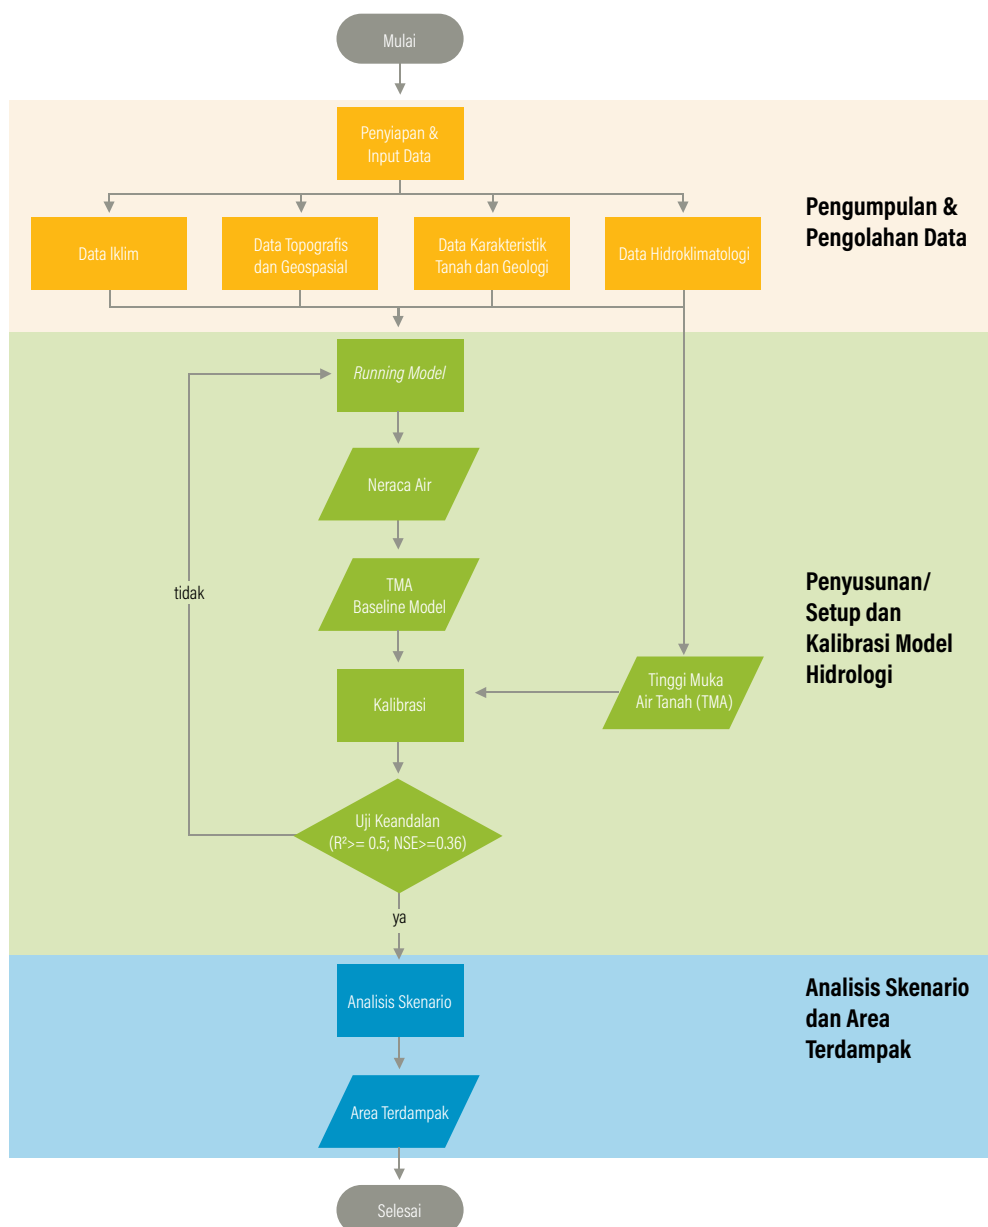 Mulai
Penyiapan &
Input Data
Pengumpulan &
Pengolahan Data
Data Iklim
Data Topografis
dan Geospasial
Data Karakteristik
Tanah dan Geologi
Data Hidroklimatologi
Running Model
Neraca Air
TMA
Baseline Model
tidak
Penyusunan/
Setup dan
Kalibrasi Model
Hidrologi
Kalibrasi
Tinggi Muka
Air Tanah (TMA)
Uji Keandalan
(R²>= 0.5; NSE>=0.36)
ya
Analisis Skenario
Analisis Skenario
dan Area
Terdampak
Area Terdampak
Selesai